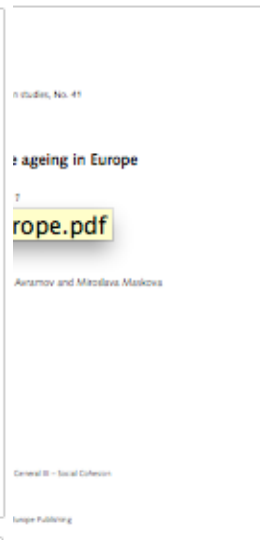 n studies, No. 41
e ageing in Europe
7
rope.pdf
Avramov and Miroslava Maskova
General III – Social Cohesion
Europe Publishing